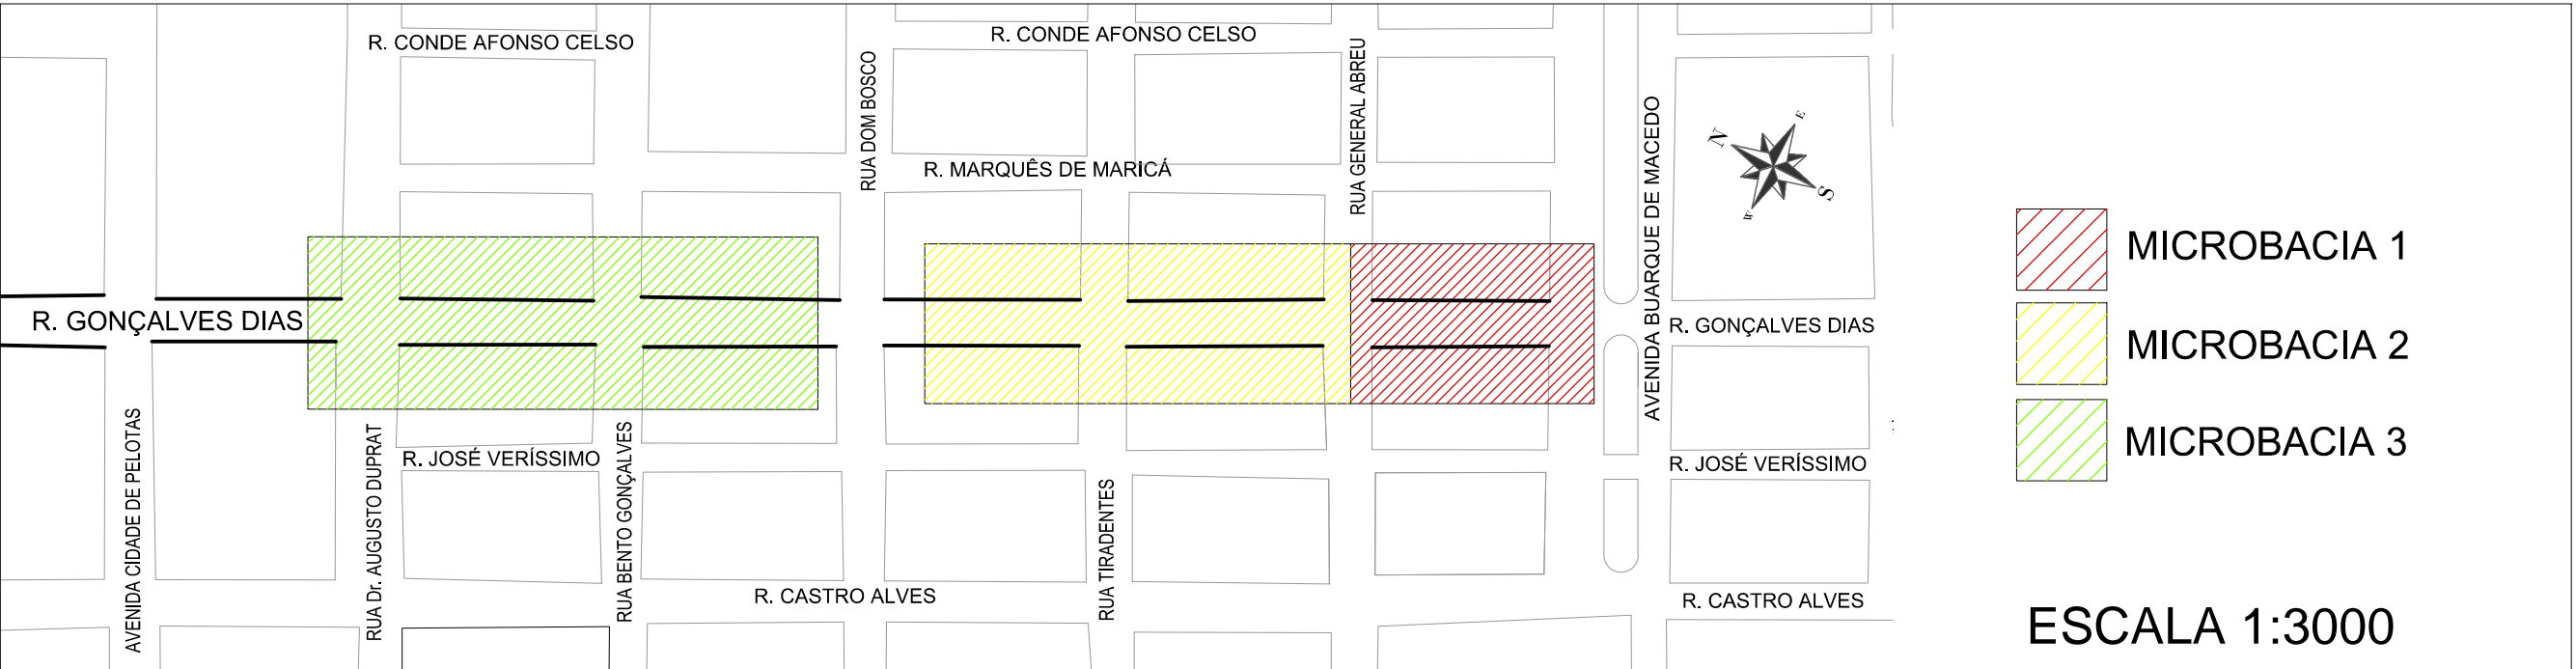 R. CONDE AFONSO CELSO
R. CONDE AFONSO CELSO
RUA DOM BOSCO
RUA GENERAL ABREU
AVENIDA BUARQUE DE MACEDO
N
E
S
W
R. MARQUÊS DE MARICÁ
MICROBACIA 1
R. GONÇALVES DIAS
R. GONÇALVES DIAS
MICROBACIA 2
AVENIDA CIDADE DE PELOTAS
RUA Dr. AUGUSTO DUPRAT
R. JOSÉ VERÍSSIMO
RUA BENTO GONÇALVES
RUA TIRADENTES
R. JOSÉ VERÍSSIMO
MICROBACIA 3
R. CASTRO ALVES
R. CASTRO ALVES
ESCALA 1:3000